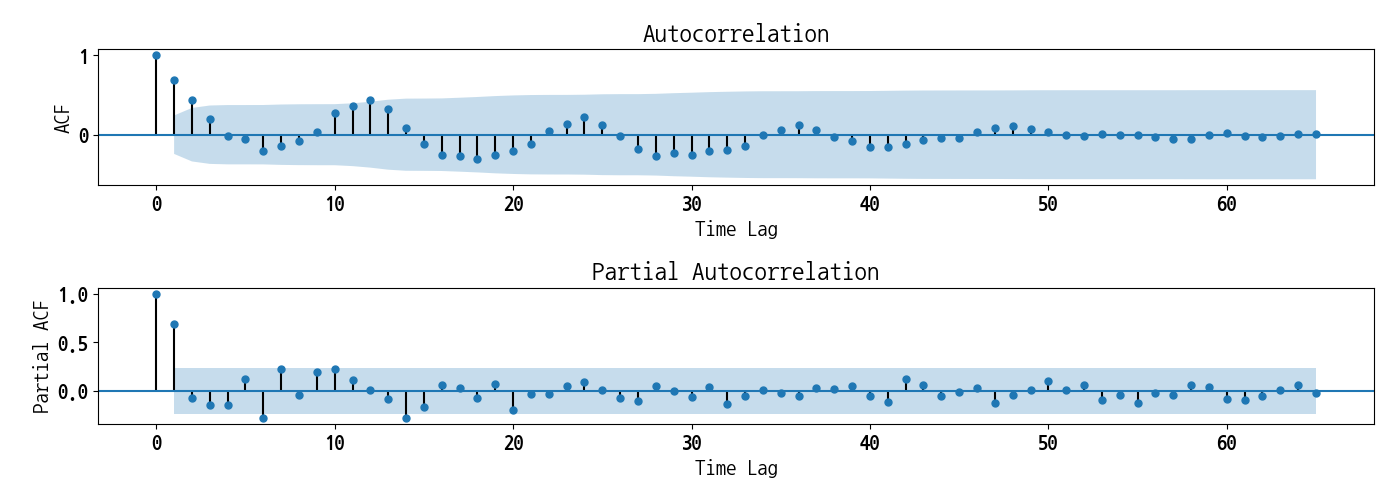 Autocorrelation
1
0
ACF
0 10 20 30 40 50 60
Time Lag
Partial Autocorrelation
1.0
0.5
0.0
Partial ACF
0 10 20 30 40 50 60
Time Lag